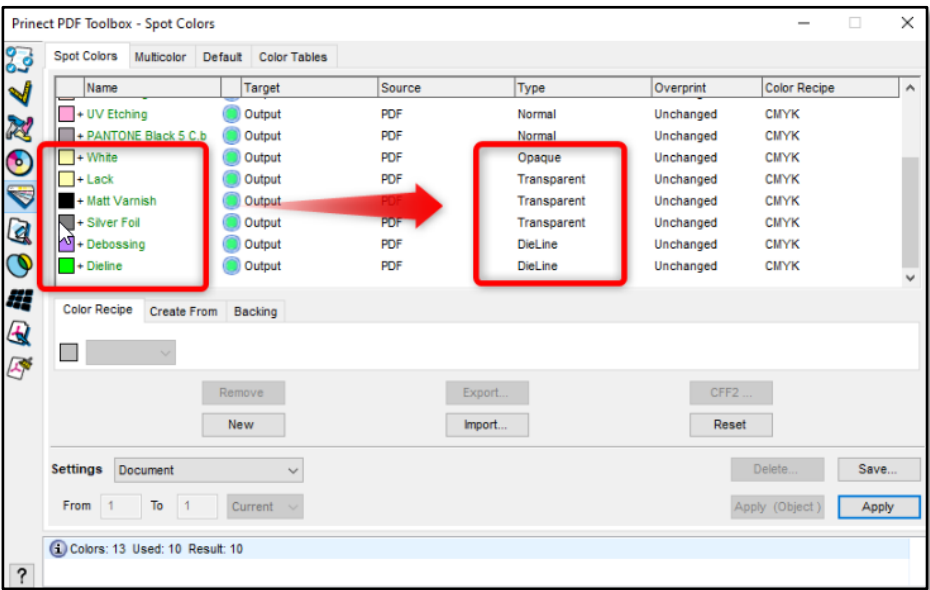 Prinect PDF Toolbox - Spot Colors
Spot Colors Multicolor Default Color Tables
Name Target Source Type Overprint Color Recipe
+ UV Etching Output PDF Normal Unchanged CMYK
+ PANTONE Black 5 C.b Output PDF Normal Unchanged CMYK
+ White Output PDF Opaque Unchanged CMYK
+ Lack Output PDF Transparent Unchanged CMYK
+ Matt Varnish Output PDF Transparent Unchanged CMYK
+ Silver Foil Output PDF Transparent Unchanged CMYK
+ Debossing Output PDF DieLine Unchanged CMYK
+ Dieline Output PDF DieLine Unchanged CMYK
Color Recipe Create From Backing
Remove Export... CFF2 ...
New Import... Reset
Settings Document Delete... Save...
From 1 To 1 Current Apply (Object) Apply
Colors: 13 Used: 10 Result: 10
?